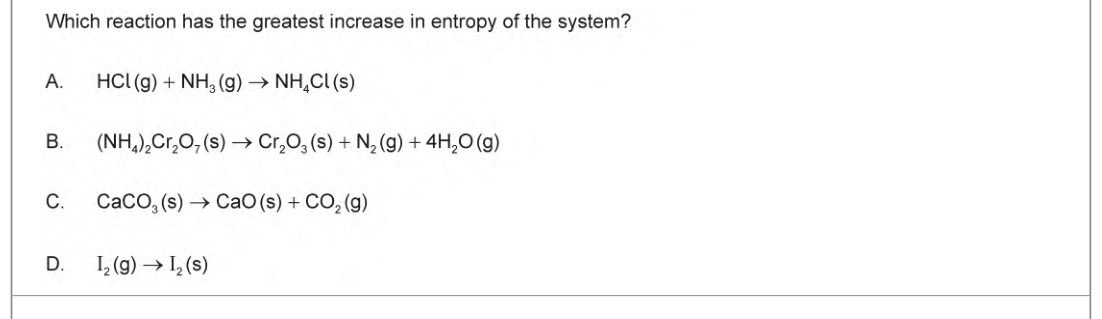 Which reaction has the greatest increase in entropy of the system?
A. HCl (g) + NH₃ (g) → NH₄Cl (s)
B. (NH₄)₂Cr₂O₇ (s) → Cr₂O₃ (s) + N₂ (g) + 4H₂O (g)
C. CaCO₃ (s) → CaO (s) + CO₂ (g)
D. I₂ (g) → I₂ (s)